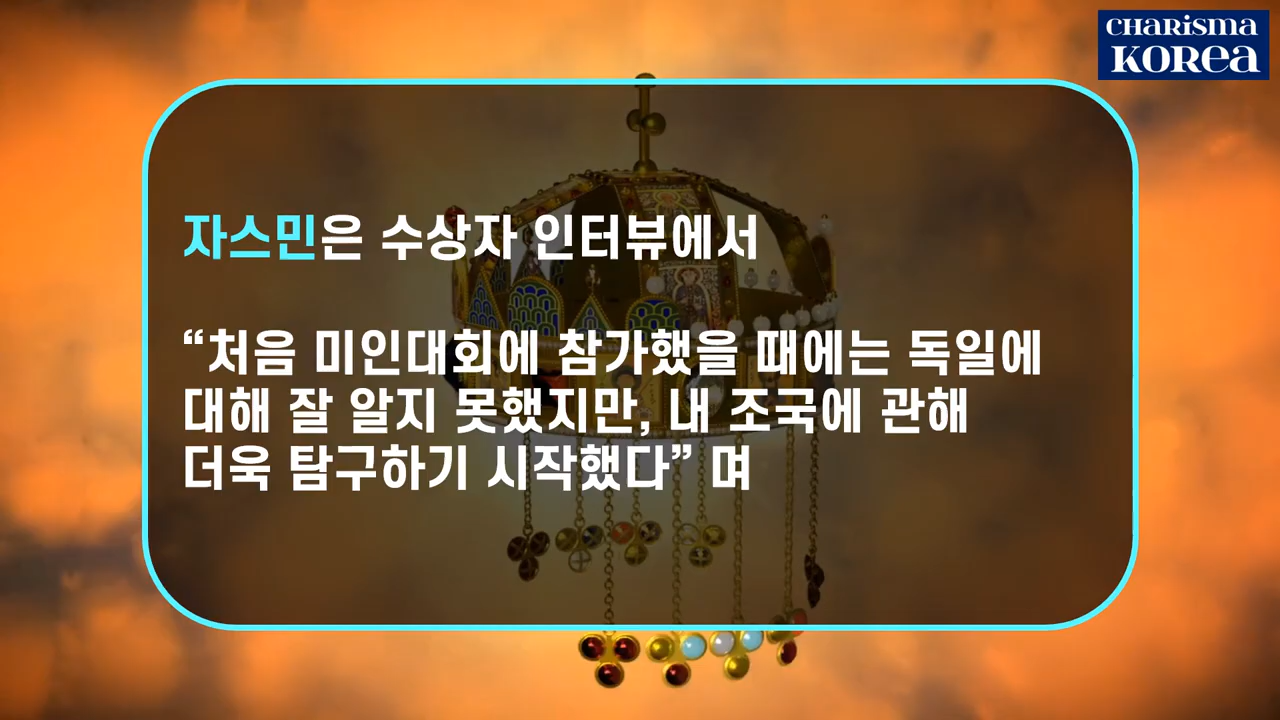 CHARISMA
KOREA
자스민은 수상자 인터뷰에서
“처음 미인대회에 참가했을 때에는 독일에
대해 잘 알지 못했지만, 내 조국에 관해
더욱 탐구하기 시작했다” 며